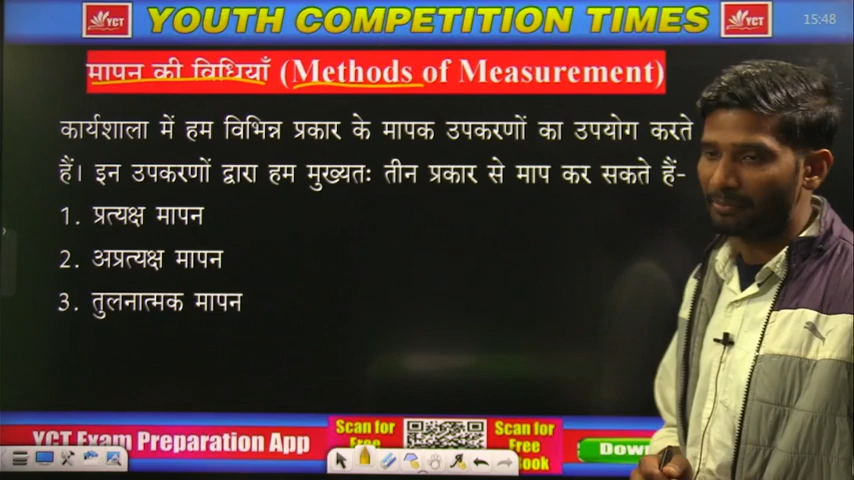 YCT
YOUTH COMPETITION TIMES
YCT
15:48
मापन की विधियाँ (Methods of Measurement)
कार्यशाला में हम विभिन्न प्रकार के मापक उपकरणों का उपयोग करते
हैं। इन उपकरणों द्वारा हम मुख्यतः तीन प्रकार से माप कर सकते हैं-
1. प्रत्यक्ष मापन
2. अप्रत्यक्ष मापन
3. तुलनात्मक मापन
YCT Exam Preparation App
Scan for
Free
Scan for
Free